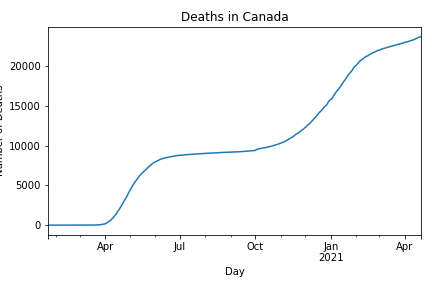 Deaths in Canada
Number of Deaths
20000
15000
10000
5000
0
Apr
Jul
Oct
Jan
2021
Apr
Day